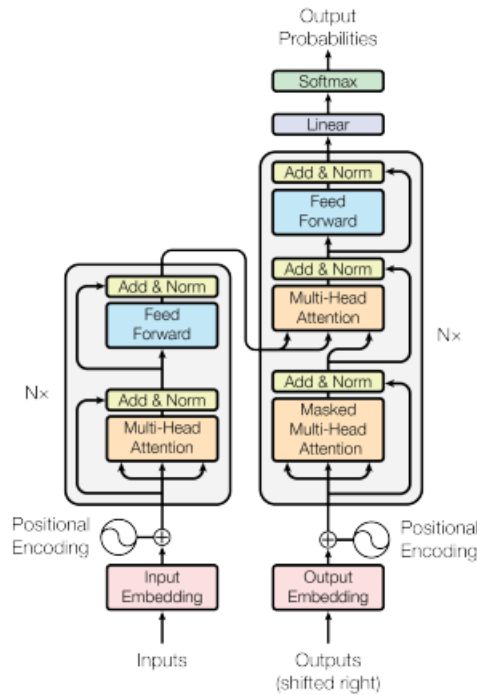 Output
Probabilities
Softmax
Linear
Add & Norm
Feed
Forward
Add & Norm
Multi-Head
Attention
Add & Norm
Masked
Multi-Head
Attention
Nx
Add & Norm
Feed
Forward
Add & Norm
Multi-Head
Attention
Nx
Positional
Encoding
Positional
Encoding
Input
Embedding
Output
Embedding
Inputs
Outputs
(shifted right)